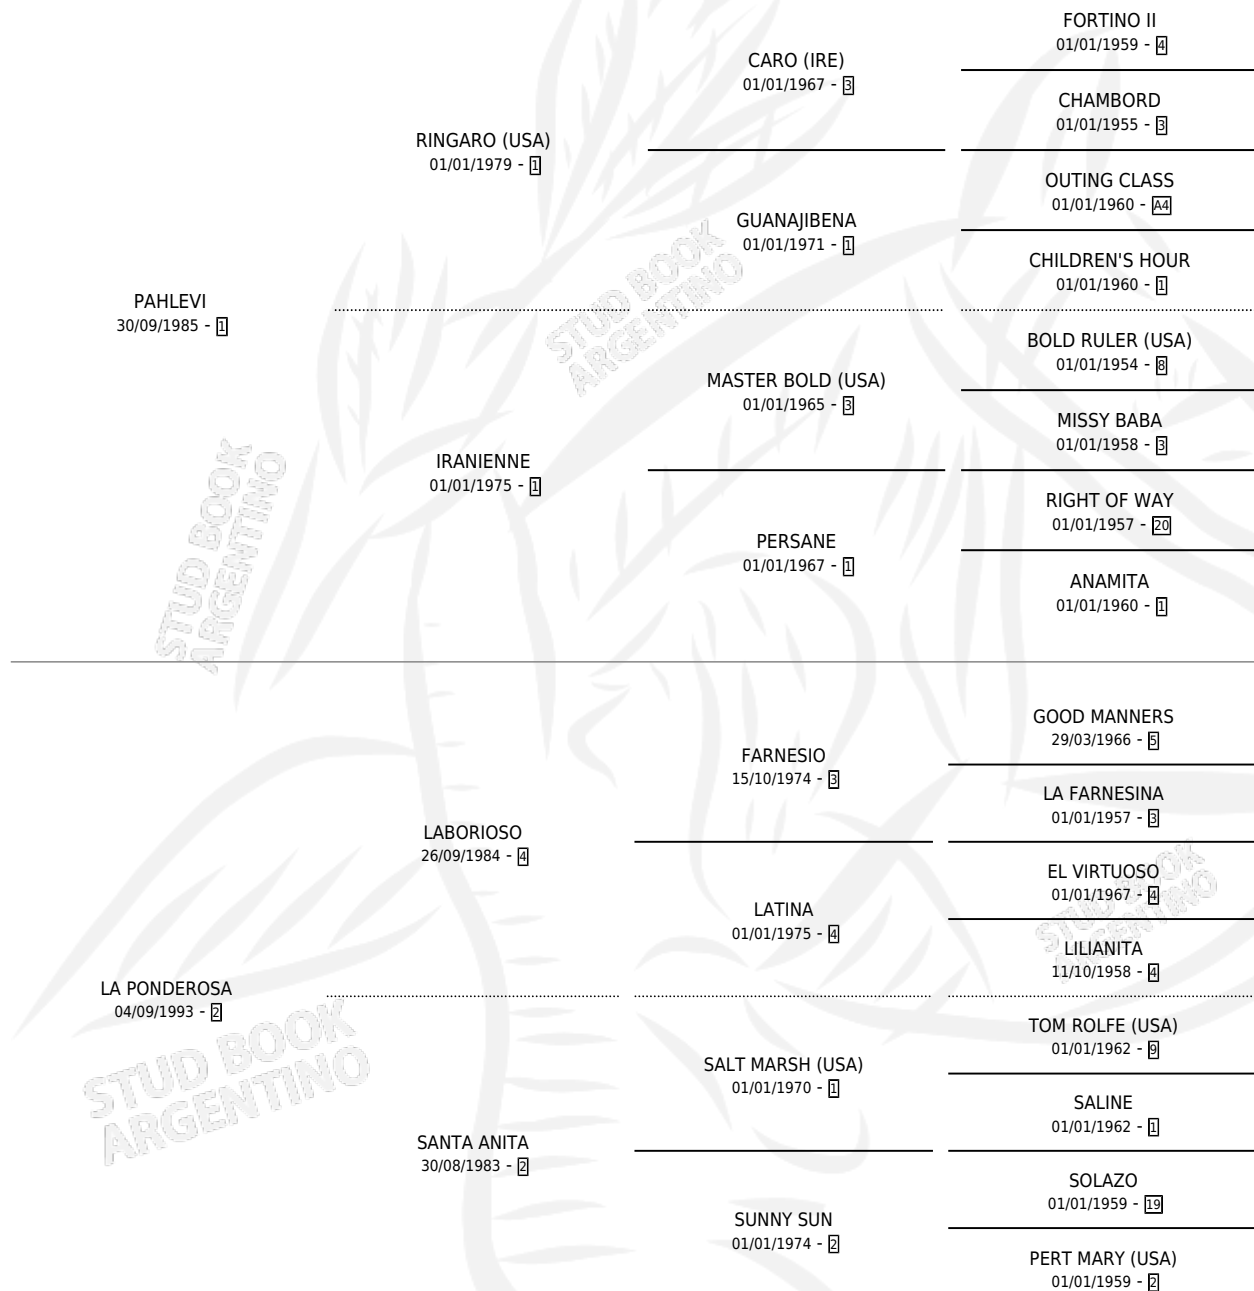 FORTINO II
01/01/1959 - 4
CARO (IRE)
01/01/1967 - 3
CHAMBORD
01/01/1955 - 3
RINGARO (USA)
01/01/1979 - 1
OUTING CLASS
01/01/1960 - A4
GUANAJIBENA
01/01/1971 - 1
CHILDREN'S HOUR
01/01/1960 - 1
PAHLEVI
30/09/1985 - 1
BOLD RULER (USA)
01/01/1954 - 8
MASTER BOLD (USA)
01/01/1965 - 3
MISSY BABA
01/01/1958 - 3
IRANIENNE
01/01/1975 - 1
RIGHT OF WAY
01/01/1957 - 20
PERSANE
01/01/1967 - 1
ANAMITA
01/01/1960 - 1
GOOD MANNERS
29/03/1966 - 5
FARNESIO
15/10/1974 - 3
LA FARNESINA
01/01/1957 - 3
LABORIOSO
26/09/1984 - 4
EL VIRTUOSO
01/01/1967 - 4
LATINA
01/01/1975 - 4
LILIANITA
11/10/1958 - 4
LA PONDEROSA
04/09/1993 - 2
TOM ROLFE (USA)
01/01/1962 - 9
SALT MARSH (USA)
01/01/1970 - 1
SALINE
01/01/1962 - 1
SANTA ANITA
30/08/1983 - 2
SOLAZO
01/01/1959 - 19
SUNNY SUN
01/01/1974 - 2
PERT MARY (USA)
01/01/1959 - 2
STUD BOOK
ARGENTINO
STUD BOOK
ARGENTINO
STUD BOOK
ARGENTINO
STUD BOOK
ARGENTINO